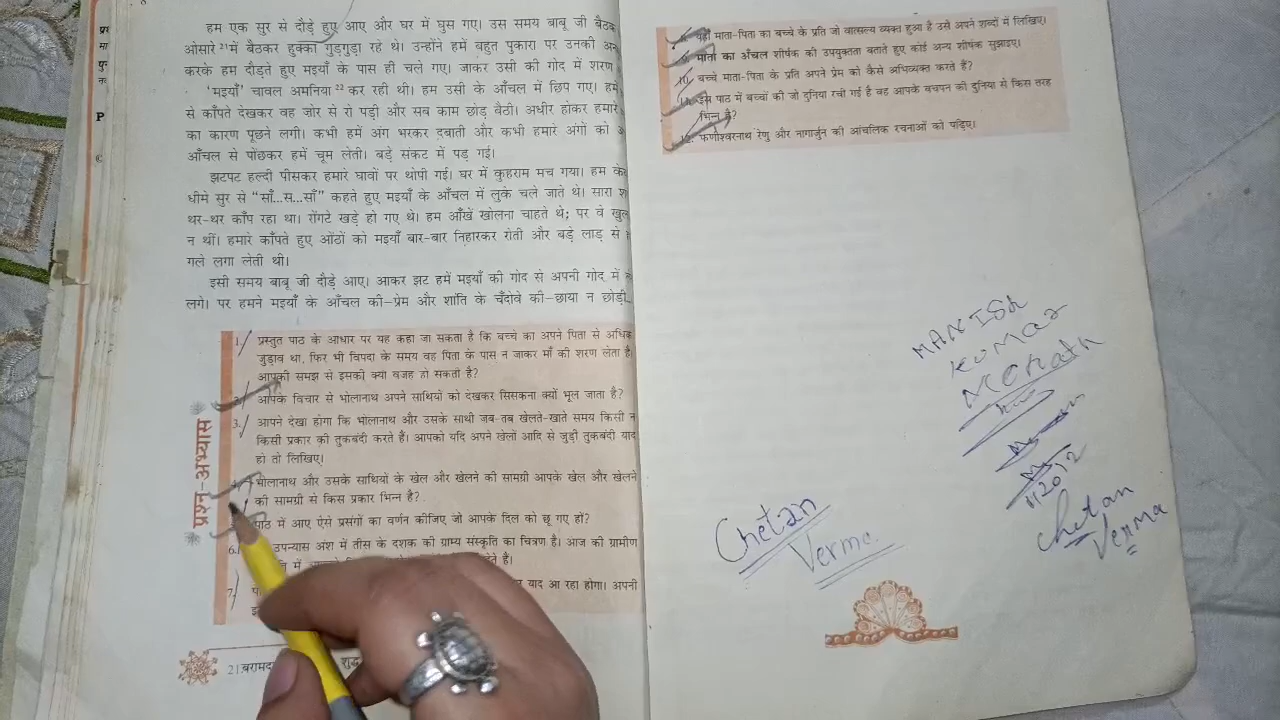 हम एक सुर से दौड़े हुए आए और घर में घुस गए। उस समय बाबू जी बैठक
ओसारे 21 में बैठकर हुक्का गुड़गुड़ा रहे थे। उन्होंने हमें बहुत पुकारा पर उनकी
करके हम दौड़ते हुए मइयाँ के पास ही चले गए। जाकर उसी की गोद में शरण
'मइयाँ' चावल अमनिया 22 कर रही थी। हम उसी के आँचल में छिप गए।
से काँपते देखकर वह जोर से रो पड़ी और सब काम छोड़ बैठी। अधीर होकर हमारे
का कारण पूछने लगी। कभी हमें अंग भरकर दबाती और कभी हमारे अंगों को
आँचल से पोंछकर हमें चूम लेती। बड़े संकट में पड़ गई।
झटपट हल्दी पीसकर हमारे घावों पर थोपी गई। घर में कुहराम मच गया। हम
धीमे सुर से "साँ...स...साँ" कहते हुए मइयाँ के आँचल में लुके चले जाते थे। सारा
थर-थर काँप रहा था। रोंगटे खड़े हो गए थे। हम आँखें खोलना चाहते थे; पर वे
न थीं। हमारे काँपते हुए ओंठों को मइयाँ बार-बार निहारकर रोती और बड़े लाड़ से
गले लगा लेती थी।
इसी समय बाबू जी दौड़े आए। आकर झट हमें मइयाँ की गोद से अपनी गोद में
लगे। पर हमने मइयाँ के आँचल की-प्रेम और शांति के चँदोवे की-छाया न छोड़ी
प्रश्न-अभ्यास
1. प्रस्तुत पाठ के आधार पर यह कहा जा सकता है कि बच्चे का अपने पिता से अधिक
जुड़ाव था, फिर भी विपदा के समय वह पिता के पास न जाकर माँ की शरण लेता है।
आपकी समझ से इसकी क्या वजह हो सकती है?
2. आपके विचार से भोलानाथ अपने साथियों को देखकर सिसकना क्यों भूल जाता है?
3. आपने देखा होगा कि भोलानाथ और उसके साथी जब-तब खेलते-खाते समय किसी न
किसी प्रकार की तुकबंदी करते हैं। आपको यदि अपने खेलों आदि से जुड़ी तुकबंदी याद
हो तो लिखिए।
भोलानाथ और उसके साथियों के खेल और खेलने की सामग्री आपके खेल और खेलने
की सामग्री से किस प्रकार भिन्न है?
पाठ में आए ऐसे प्रसंगों का वर्णन कीजिए जो आपके दिल को छू गए हों?
6. उपन्यास अंश में तीस के दशक की ग्राम्य संस्कृति का चित्रण है। आज की ग्रामीण
में
हैं।
7. याद आ रहा होगा। अपनी
21.
माता-पिता का बच्चे के प्रति जो वात्सल्य व्यक्त हुआ है उसे अपने शब्दों में लिखिए।
माता का अँचल शीर्षक की उपयुक्तता बताते हुए कोई अन्य शीर्षक सुझाइए।
10. बच्चे माता-पिता के प्रति अपने प्रेम को कैसे अभिव्यक्त करते हैं?
11. इस पाठ में बच्चों की जो दुनिया रची गई है वह आपके बचपन की दुनिया से किस तरह
भिन्न है?
12. फणीश्वरनाथ रेणु और नागार्जुन की आंचलिक रचनाओं को पढ़िए।
MANISH
KUMAR
Chetan
Verma
Chetan
Verma